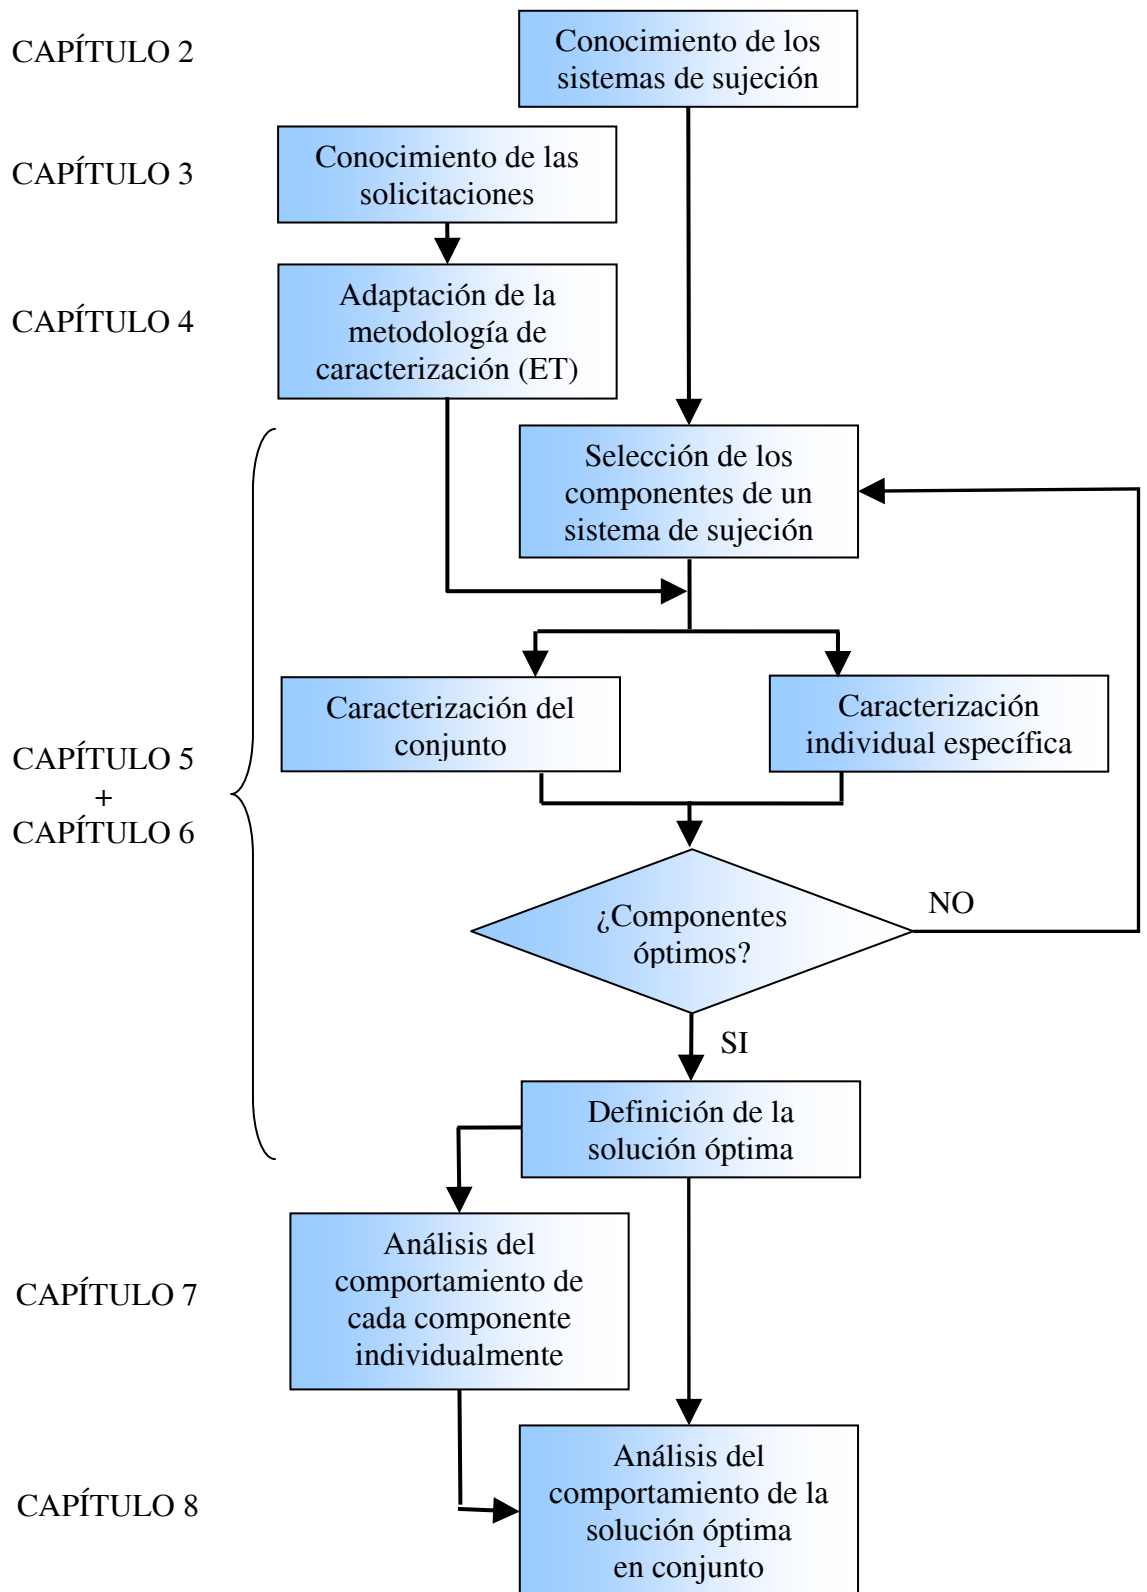 CAPÍTULO 2
Conocimiento de los
sistemas de sujeción
CAPÍTULO 3
Conocimiento de las
solicitaciones
CAPÍTULO 4
Adaptación de la
metodología de
caracterización (ET)
Selección de los
componentes de un
sistema de sujeción
Caracterización del
conjunto
Caracterización
individual específica
CAPÍTULO 5
+
CAPÍTULO 6
¿Componentes
óptimos?
NO
SI
Definición de la
solución óptima
CAPÍTULO 7
Análisis del
comportamiento de
cada componente
individualmente
CAPÍTULO 8
Análisis del
comportamiento de la
solución óptima
en conjunto